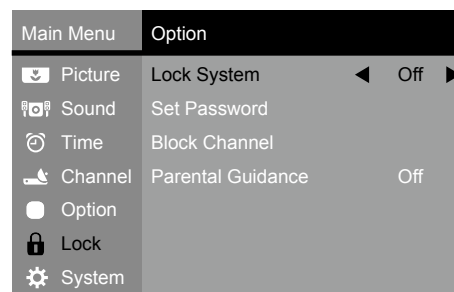 Main Menu
Option
Picture
Sound
Time
Channel
Option
Lock
System
Lock System Off
Set Password
Block Channel
Parental Guidance Off